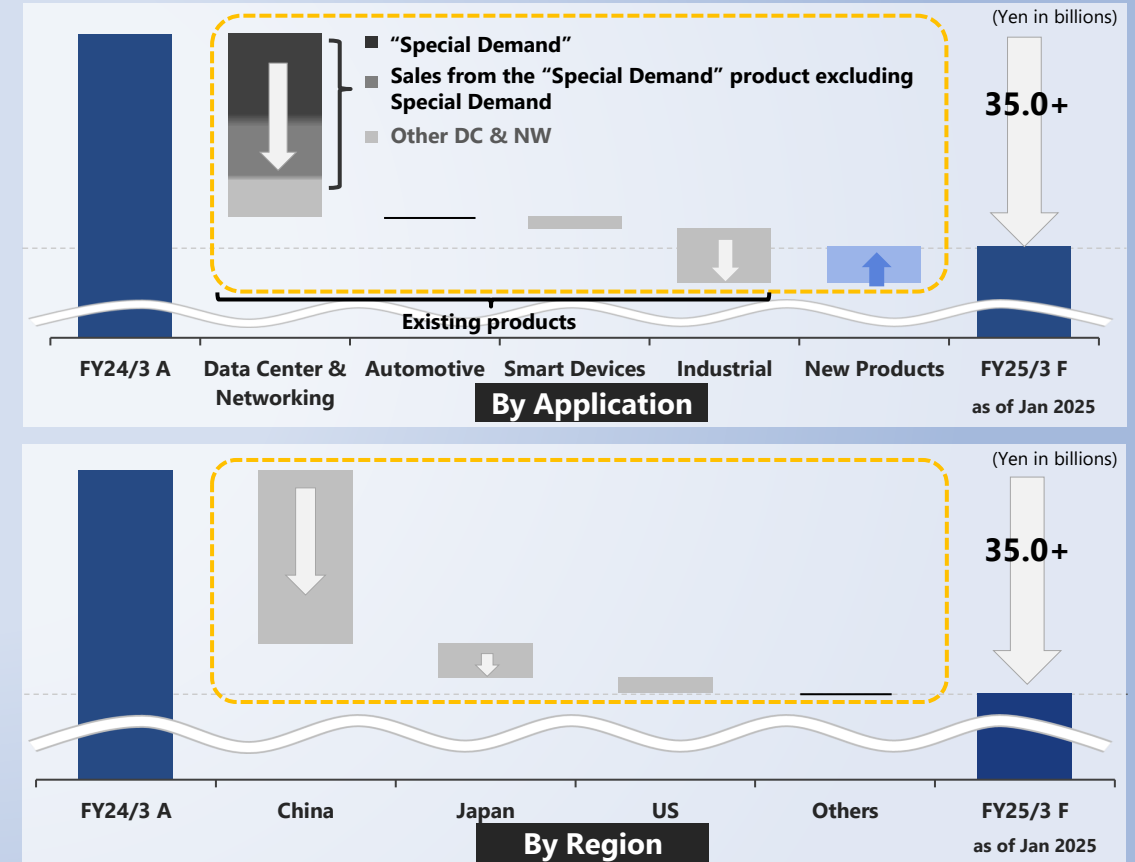 (Yen in billions)
“Special Demand”
Sales from the “Special Demand” product excluding
Special Demand
Other DC & NW
35.0+
Existing products
FY24/3 A
Data Center &
Networking
Automotive
Smart Devices
Industrial
New Products
FY25/3 F
as of Jan 2025
By Application
(Yen in billions)
35.0+
FY24/3 A
China
Japan
US
Others
FY25/3 F
as of Jan 2025
By Region